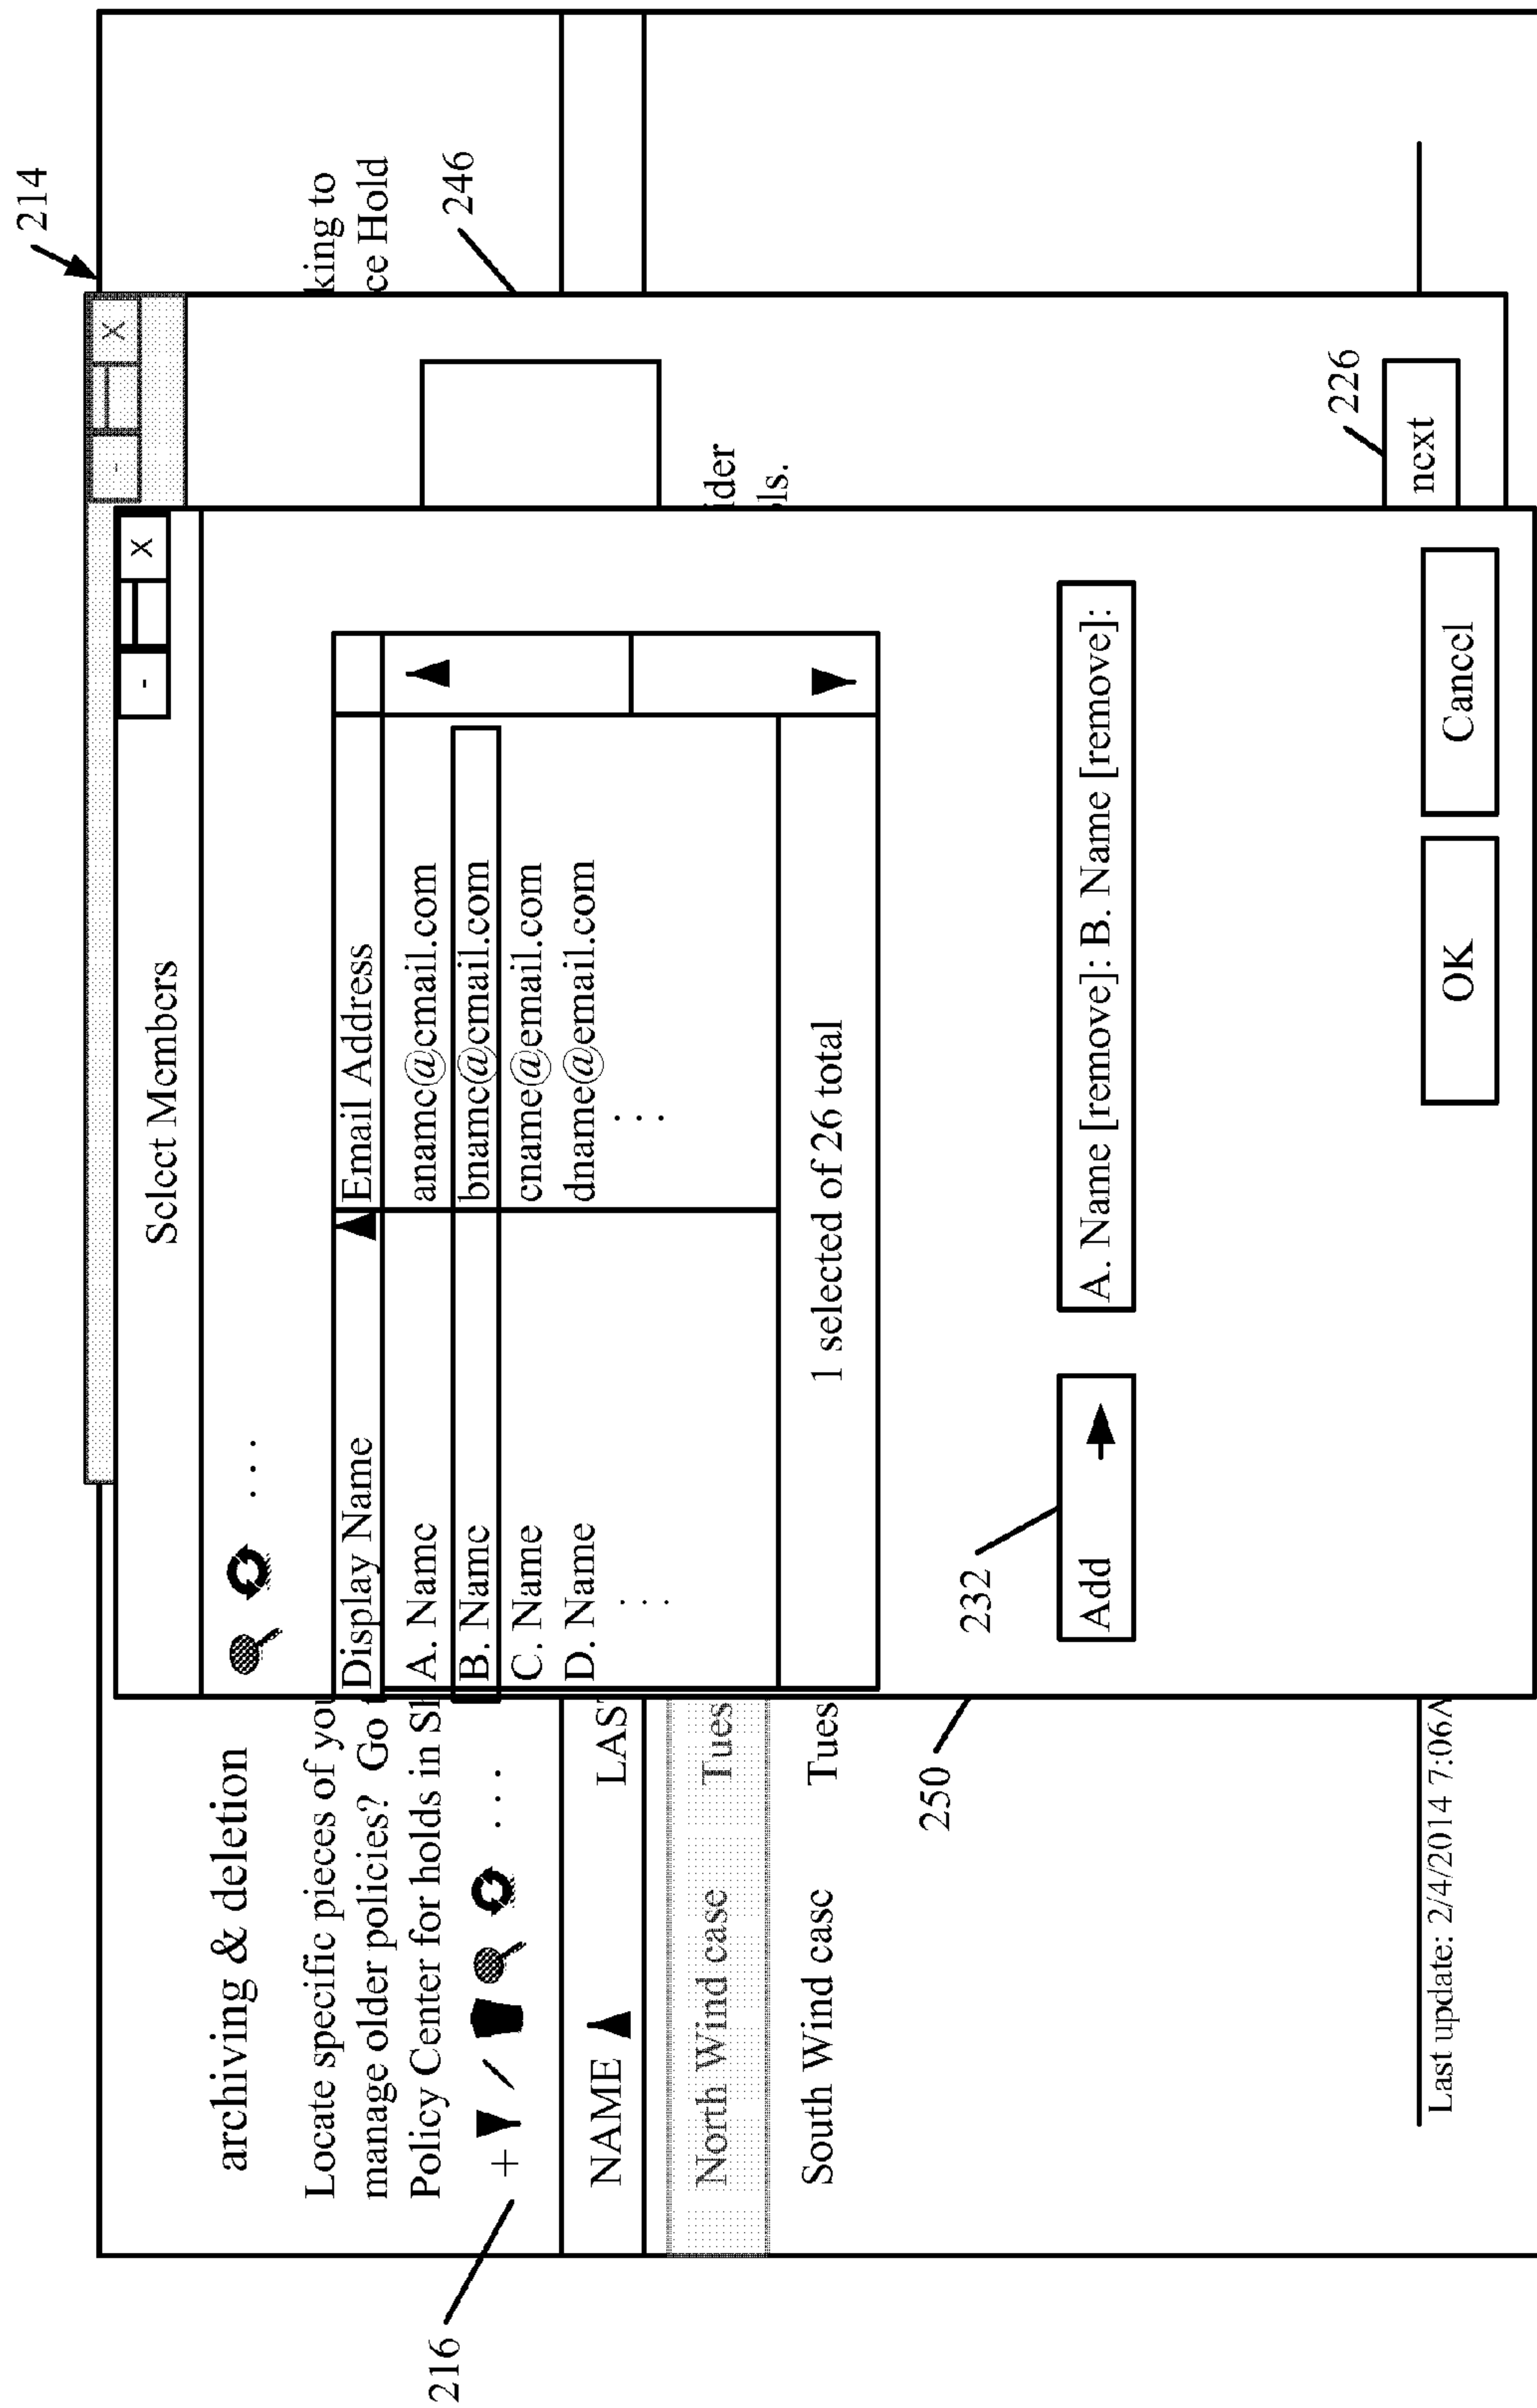 214
archiving & deletion
Locate specific pieces of you
king to
manage older policies? Go
ce Hold
Policy Center for holds in Sh
216
+
...
246
NAME
LAS
North Wind case
Tues
South Wind case
Tues
Last update: 2/4/2014 7:06A
- X
ider
ls.
226
next
- X
Select Members
...
Display Name
Email Address
A. Name
aname@email.com
B. Name
bname@email.com
C. Name
cname@email.com
D. Name
dname@email.com
...
...
1 selected of 26 total
232
Add
A. Name [remove]: B. Name [remove]:
250
OK
Cancel